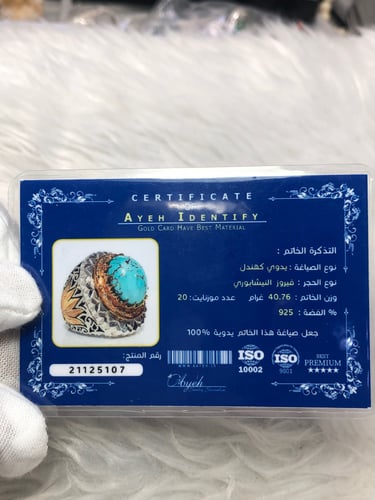 CERTIFICATE
AYEH IDENTIFY
GOLD CARD HAVE BEST MATERIAL
التذكرة الخاتم :
نوع الصياغة : يدوي كهندل
نوع الحجر : فيروز النيشابوري
وزن الخاتم : 40.76 غرام عدد موزنايت: 20
% الفضة : 925
جعل صياغة هذا الخاتم يدوية 100%
رقم المنتج:
21125107
ISO
10002
ISO
9001
BEST
PREMIUM
Ayeh